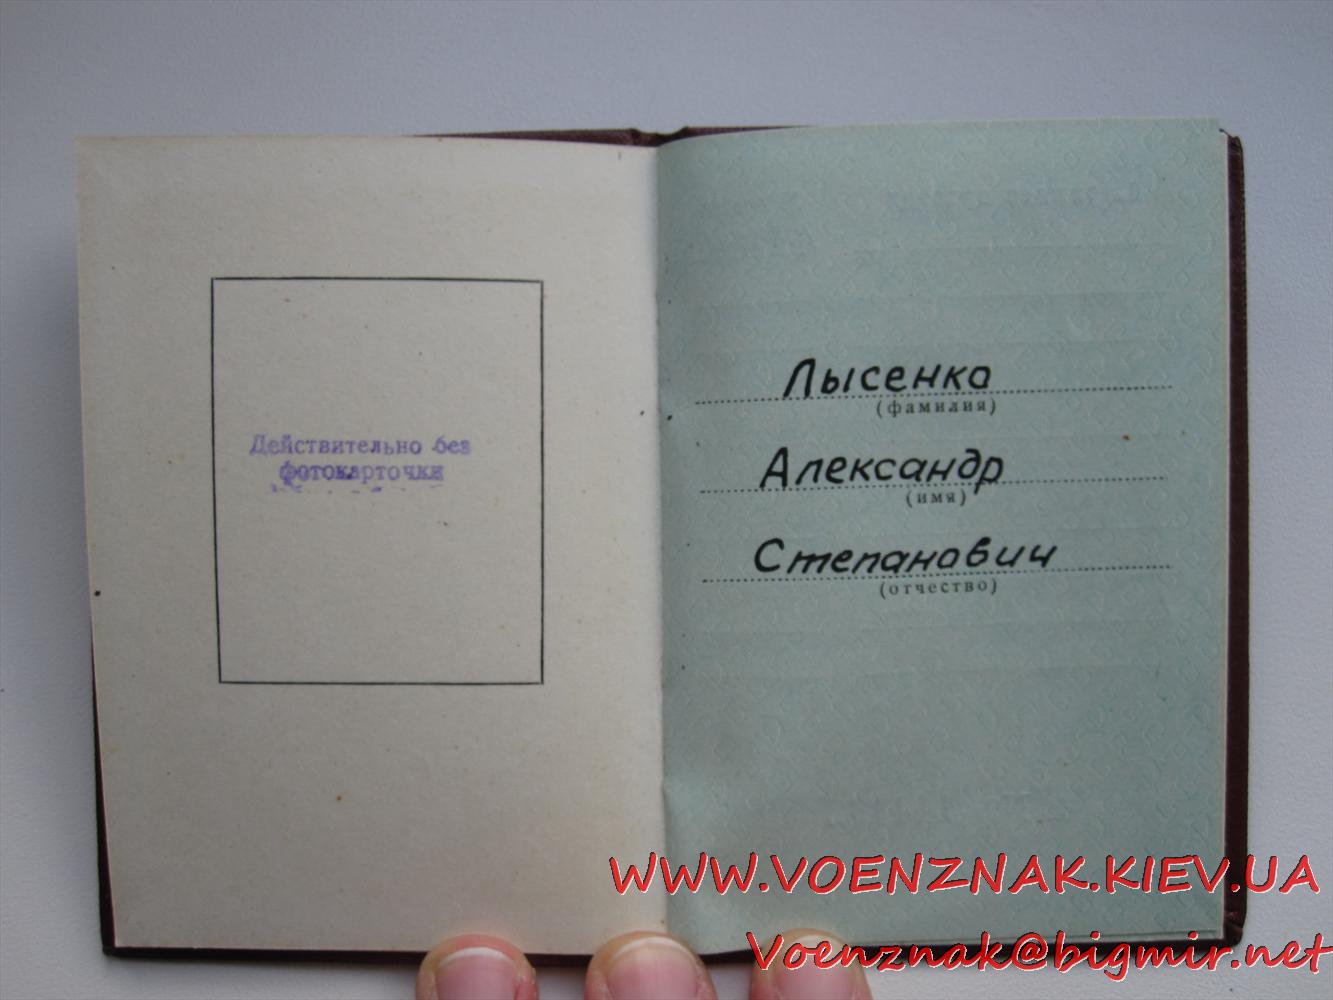 Действительно без
фотокарточки
Лысенко
(фамилия)
Александр
(имя)
Степанович
(отчество)
WWW.VOENZNAK.KIEV.UA
Voenznak@bigmir.net